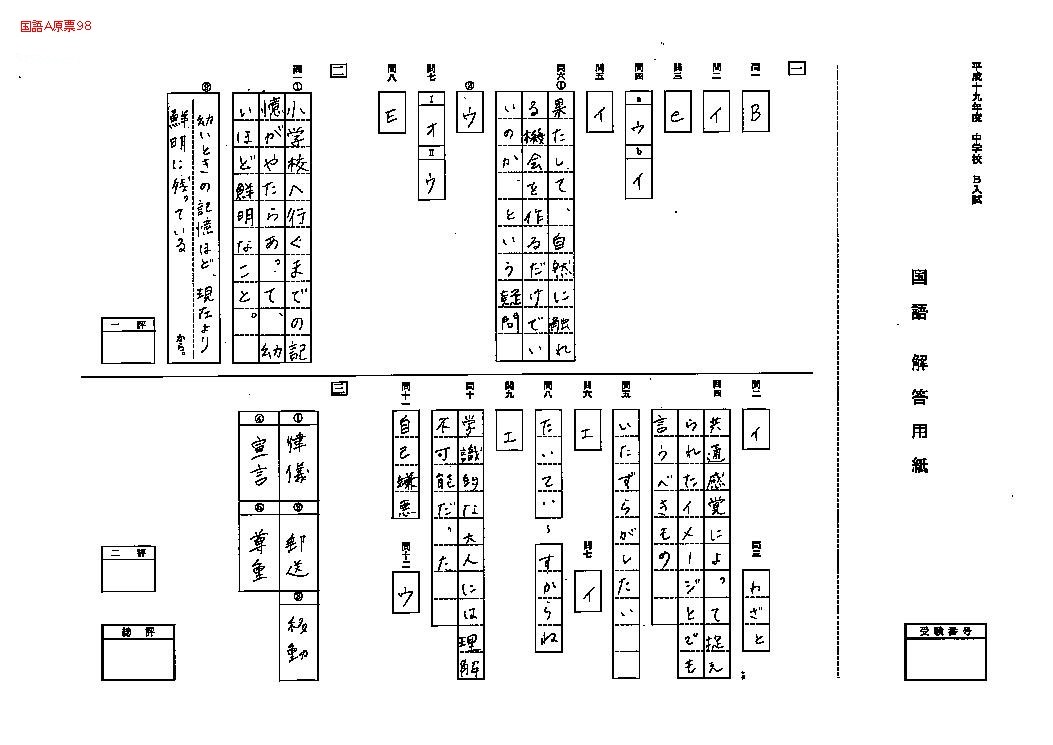 国語A原票98
平成十九年度 中学校 B入試
国語 解答用紙
受験番号
一
問一 B
問二 イ
問三 e
問四 a ウ b イ
問五 イ
問六 ① 果たして、自然に触れ
る機会を作るだけでい
いのか、という疑問
② ウ
問七 Ⅰ オ Ⅱ ウ
問八 E
二
問一 ① 小学校へ行くまでの記
憶がやたらあって、幼
いほど鮮明なこと。
② 幼いときの記憶ほど、現在より
鮮明に残っている
から。
一評
問二 イ
問三 わざと
問四 共通感覚によって捉え
られたイメージとでも
言うべきもの
問五 いたずらがしたい
問六 エ
問七 イ
問八 たいてい〜すからね
問九 エ
問十 学識的な大人には理解
不可能だった
問十一 自己嫌悪
問十二 ウ
三
① 律儀
② 郵送
③ 移動
④ 宣言
⑤ 尊重
二評
総評